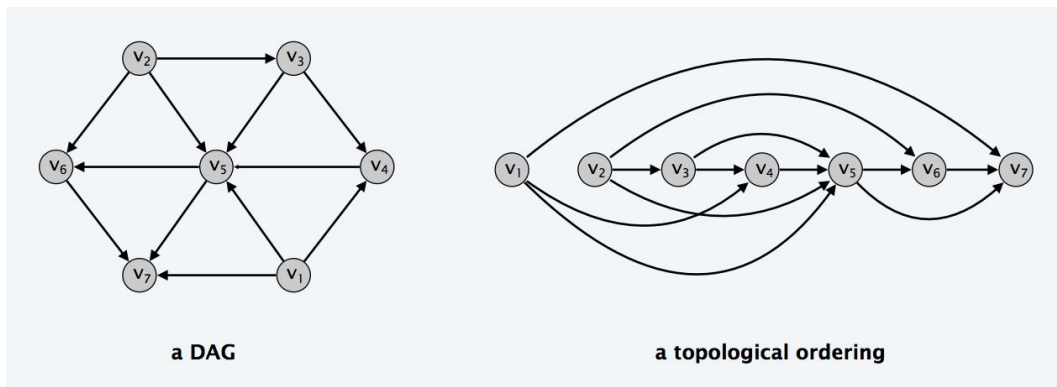 v₂ v₃
v₆ v₅ v₄
v₇ v₁
a DAG
v₁ v₂ v₃ v₄ v₅ v₆ v₇
a topological ordering